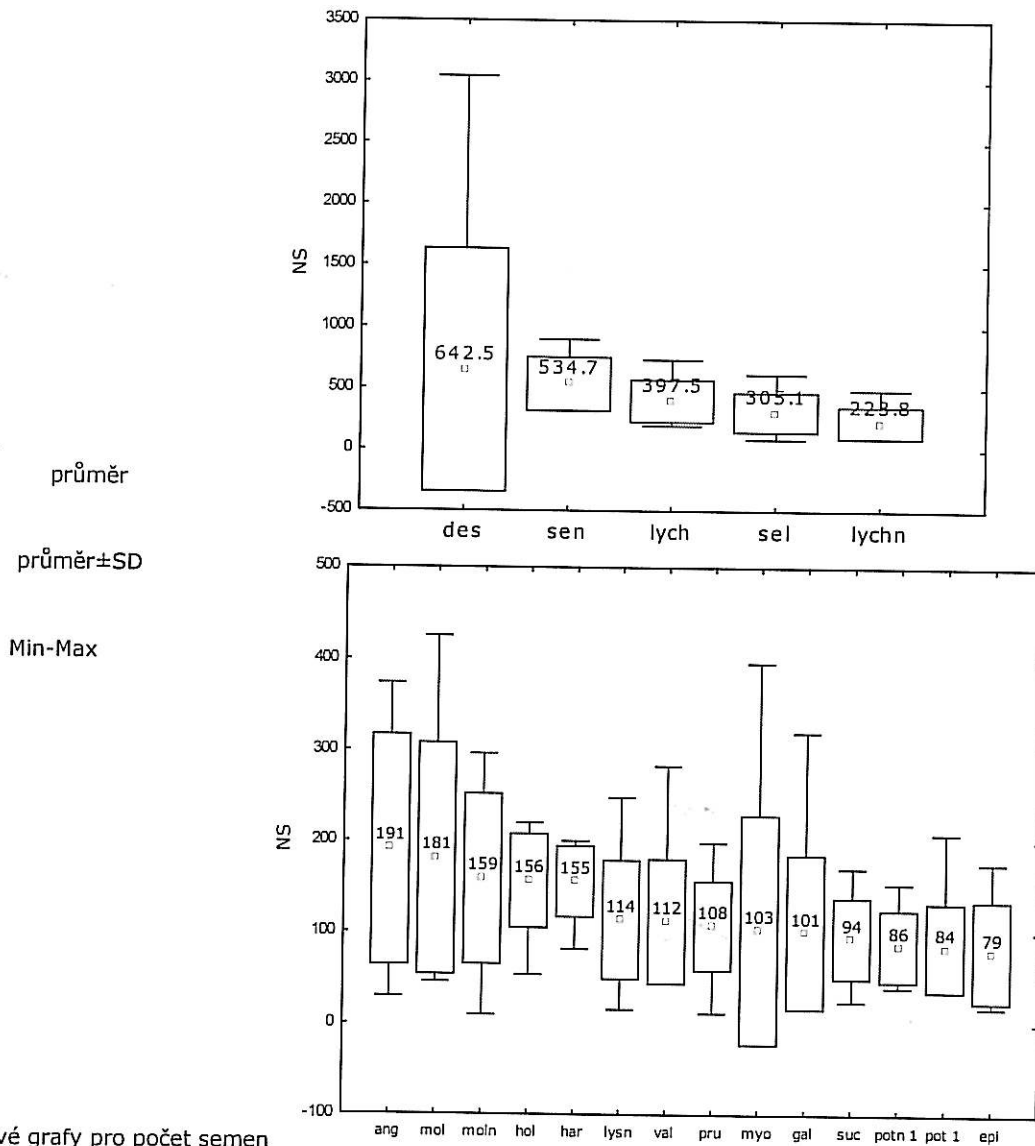 3500
3000
2500
2000
1500
1000
500
0
-500
NS
642.5
534.7
397.5
305.1
223.8
des sen lych sel lychn
průměr
průměr±SD
Min-Max
500
400
300
200
100
0
-100
NS
191 181 159 156 155 114 112 108 103 101 94 86 84 79
ang mol moln hol har lysn val pru myo gal suc potn 1 pot 1 epi
vé grafy pro počet semen